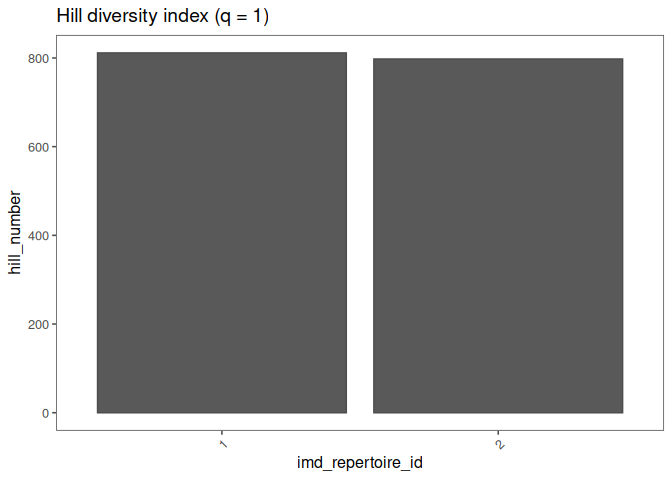 Hill diversity index (q = 1)
800
600
400
200
0
hill_number
1
2
imd_repertoire_id